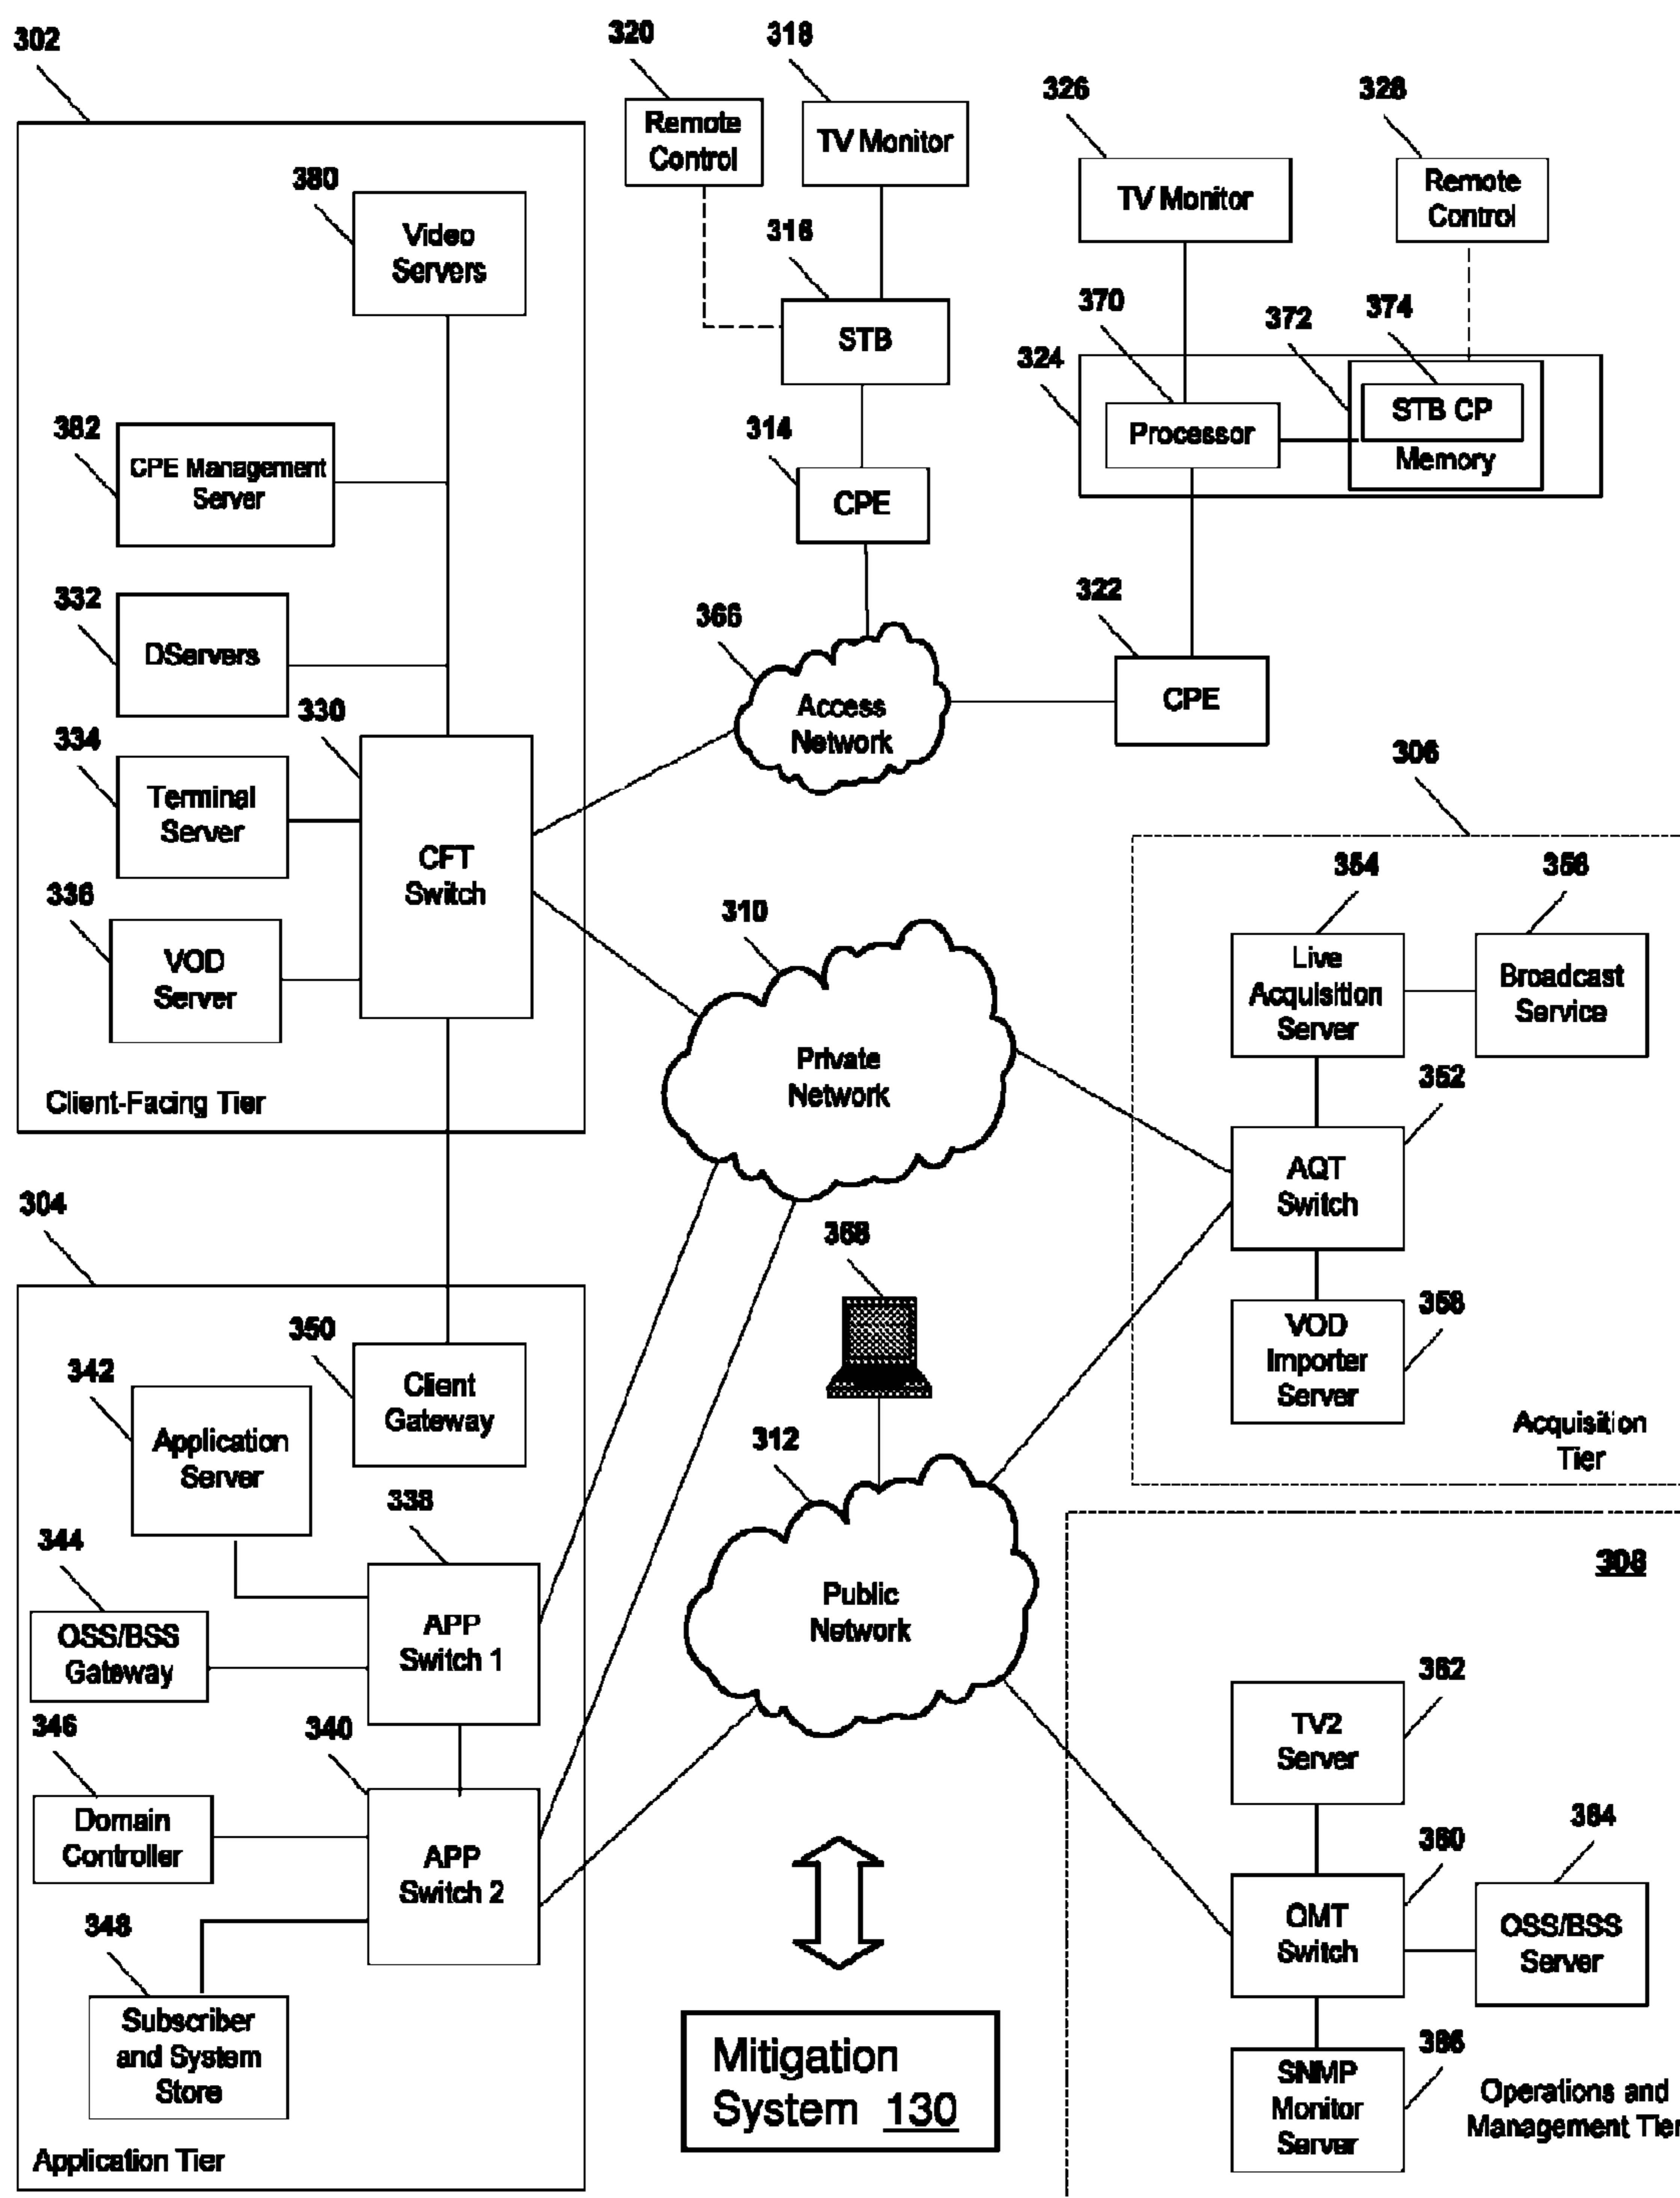 302
320
318
326
328
Remote
Control
TV Monitor
TV Monitor
Remote
Control
380
Video
Servers
316
STB
370
372
374
324
Processor
STB CP
Memory
382
CPE Management
Server
314
CPE
332
DServers
366
Access
Network
322
CPE
330
334
Terminal
Server
CFT
Switch
336
VOD
Server
306
354
356
Live
Acquisition
Server
Broadcast
Service
310
Private
Network
Client-Facing Tier
352
AQT
Switch
304
368
350
Client
Gateway
358
VOD
Importer
Server
Acquisition
Tier
342
Application
Server
312
Public
Network
338
APP
Switch 1
344
OSS/BSS
Gateway
308
362
TV2
Server
346
Domain
Controller
340
APP
Switch 2
360
OMT
Switch
364
OSS/BSS
Server
348
Subscriber
and System
Store
Mitigation
System 130
366
SNMP
Monitor
Server
Operations and
Management Tier
Application Tier